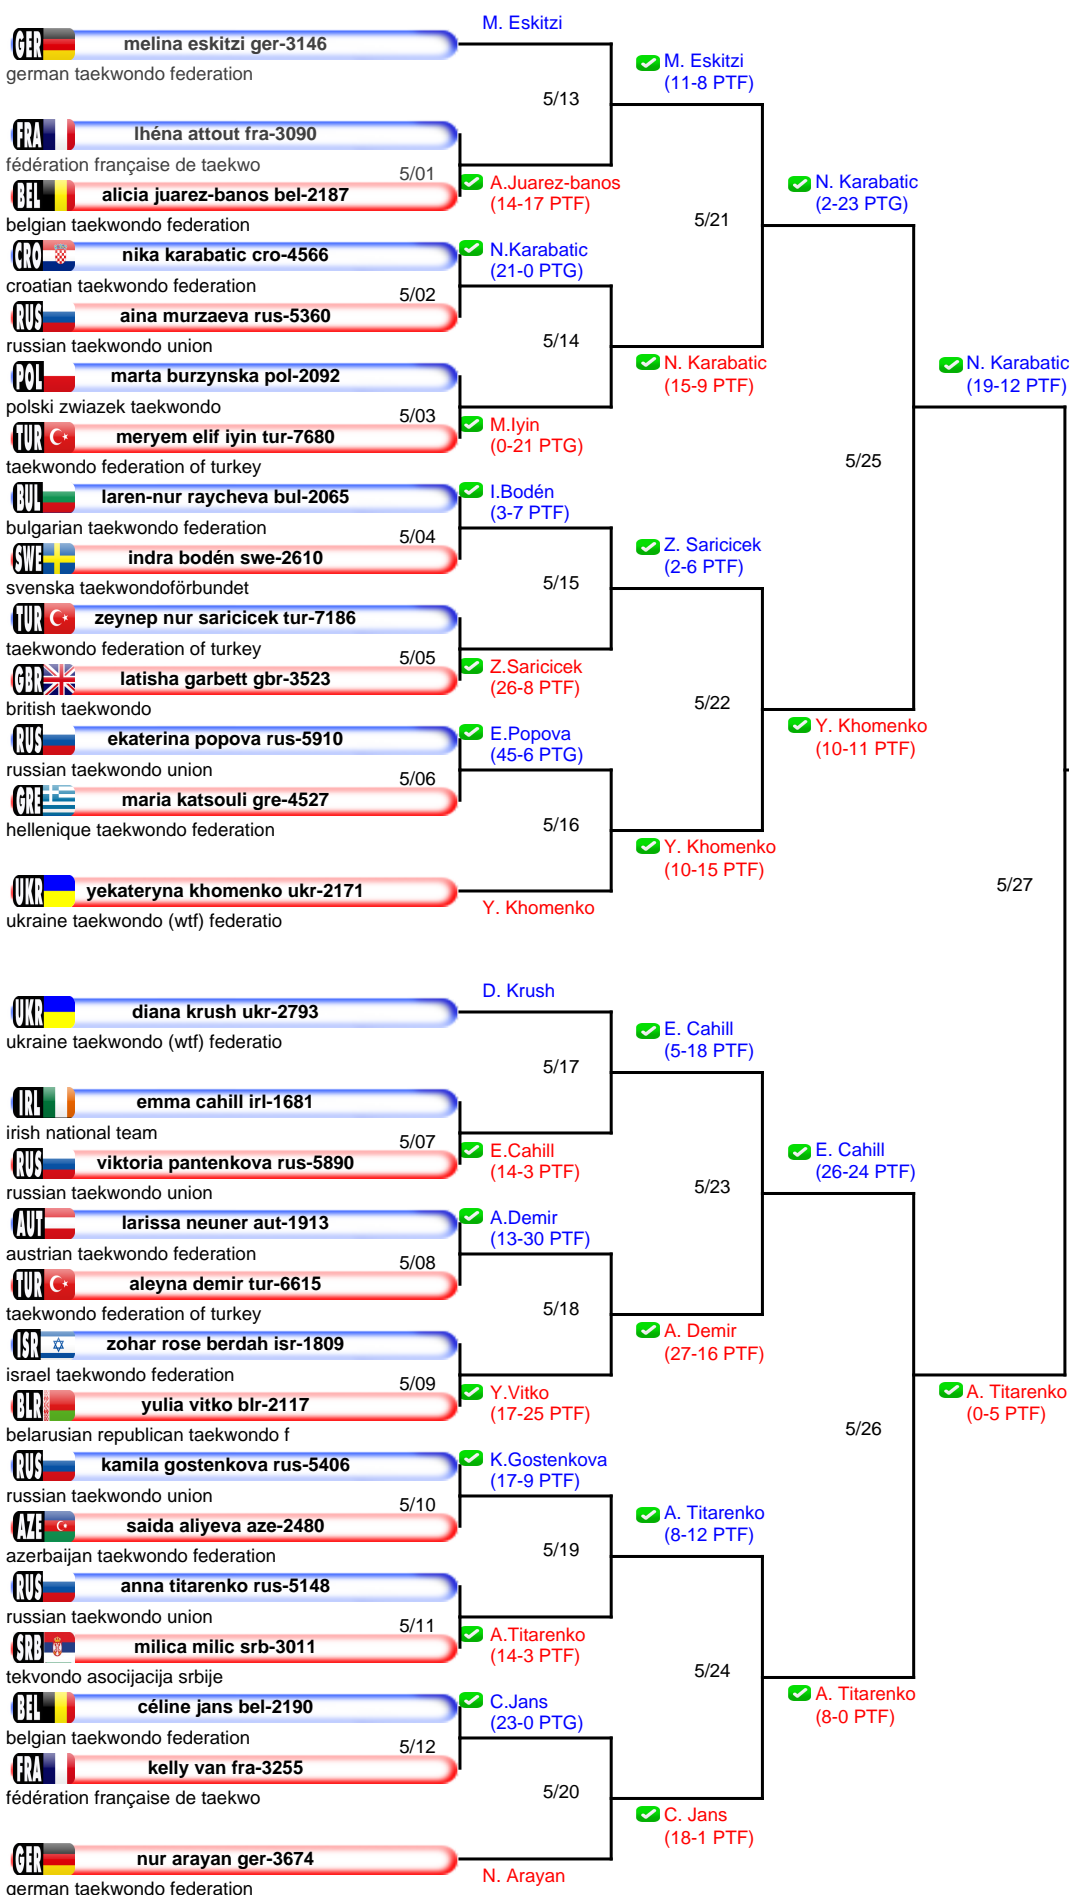 M. Eskitzi
GER melina eskitzi ger-3146
german taekwondo federation
M. Eskitzi
(11-8 PTF)
5/13
FRA lhéna attout fra-3090
fédération française de taekwo
5/01
BEL alicia juarez-banos bel-2187
belgian taekwondo federation
A.Juarez-banos
(14-17 PTF)
N. Karabatic
(2-23 PTG)
5/21
CRO nika karabatic cro-4566
croatian taekwondo federation
N.Karabatic
(21-0 PTG)
5/02
RUS aina murzaeva rus-5360
russian taekwondo union
5/14
N. Karabatic
(15-9 PTF)
N. Karabatic
(19-12 PTF)
POL marta burzynska pol-2092
polski zwiazek taekwondo
5/03
TUR meryem elif iyin tur-7680
taekwondo federation of turkey
M.Iyin
(0-21 PTG)
5/25
BUL laren-nur raycheva bul-2065
bulgarian taekwondo federation
I.Bodén
(3-7 PTF)
5/04
SWE indra bodén swe-2610
svenska taekwondoförbundet
Z. Saricicek
(2-6 PTF)
5/15
TUR zeynep nur saricicek tur-7186
taekwondo federation of turkey
5/05
GBR latisha garbett gbr-3523
british taekwondo
Z.Saricicek
(26-8 PTF)
5/22
RUS ekaterina popova rus-5910
russian taekwondo union
E.Popova
(45-6 PTG)
Y. Khomenko
(10-11 PTF)
5/06
GRE maria katsouli gre-4527
hellenique taekwondo federation
5/16
Y. Khomenko
(10-15 PTF)
UKR yekateryna khomenko ukr-2171
ukraine taekwondo (wtf) federatio
Y. Khomenko
5/27
D. Krush
UKR diana krush ukr-2793
ukraine taekwondo (wtf) federatio
E. Cahill
(5-18 PTF)
5/17
IRL emma cahill irl-1681
irish national team
5/07
RUS viktoria pantenkova rus-5890
russian taekwondo union
E.Cahill
(14-3 PTF)
E. Cahill
(26-24 PTF)
5/23
AUT larissa neuner aut-1913
austrian taekwondo federation
A.Demir
(13-30 PTF)
5/08
TUR aleyna demir tur-6615
taekwondo federation of turkey
5/18
A. Demir
(27-16 PTF)
ISR zohar rose berdah isr-1809
israel taekwondo federation
5/09
BLR yulia vitko blr-2117
belarusian republican taekwondo f
Y.Vitko
(17-25 PTF)
A. Titarenko
(0-5 PTF)
5/26
RUS kamila gostenkova rus-5406
russian taekwondo union
K.Gostenkova
(17-9 PTF)
5/10
AZE saida aliyeva aze-2480
azerbaijan taekwondo federation
A. Titarenko
(8-12 PTF)
5/19
RUS anna titarenko rus-5148
russian taekwondo union
5/11
SRB milica milic srb-3011
tekvondo asocijacija srbije
A.Titarenko
(14-3 PTF)
5/24
BEL céline jans bel-2190
belgian taekwondo federation
C.Jans
(23-0 PTG)
A. Titarenko
(8-0 PTF)
5/12
FRA kelly van fra-3255
fédération française de taekwo
5/20
C. Jans
(18-1 PTF)
GER nur arayan ger-3674
german taekwondo federation
N. Arayan